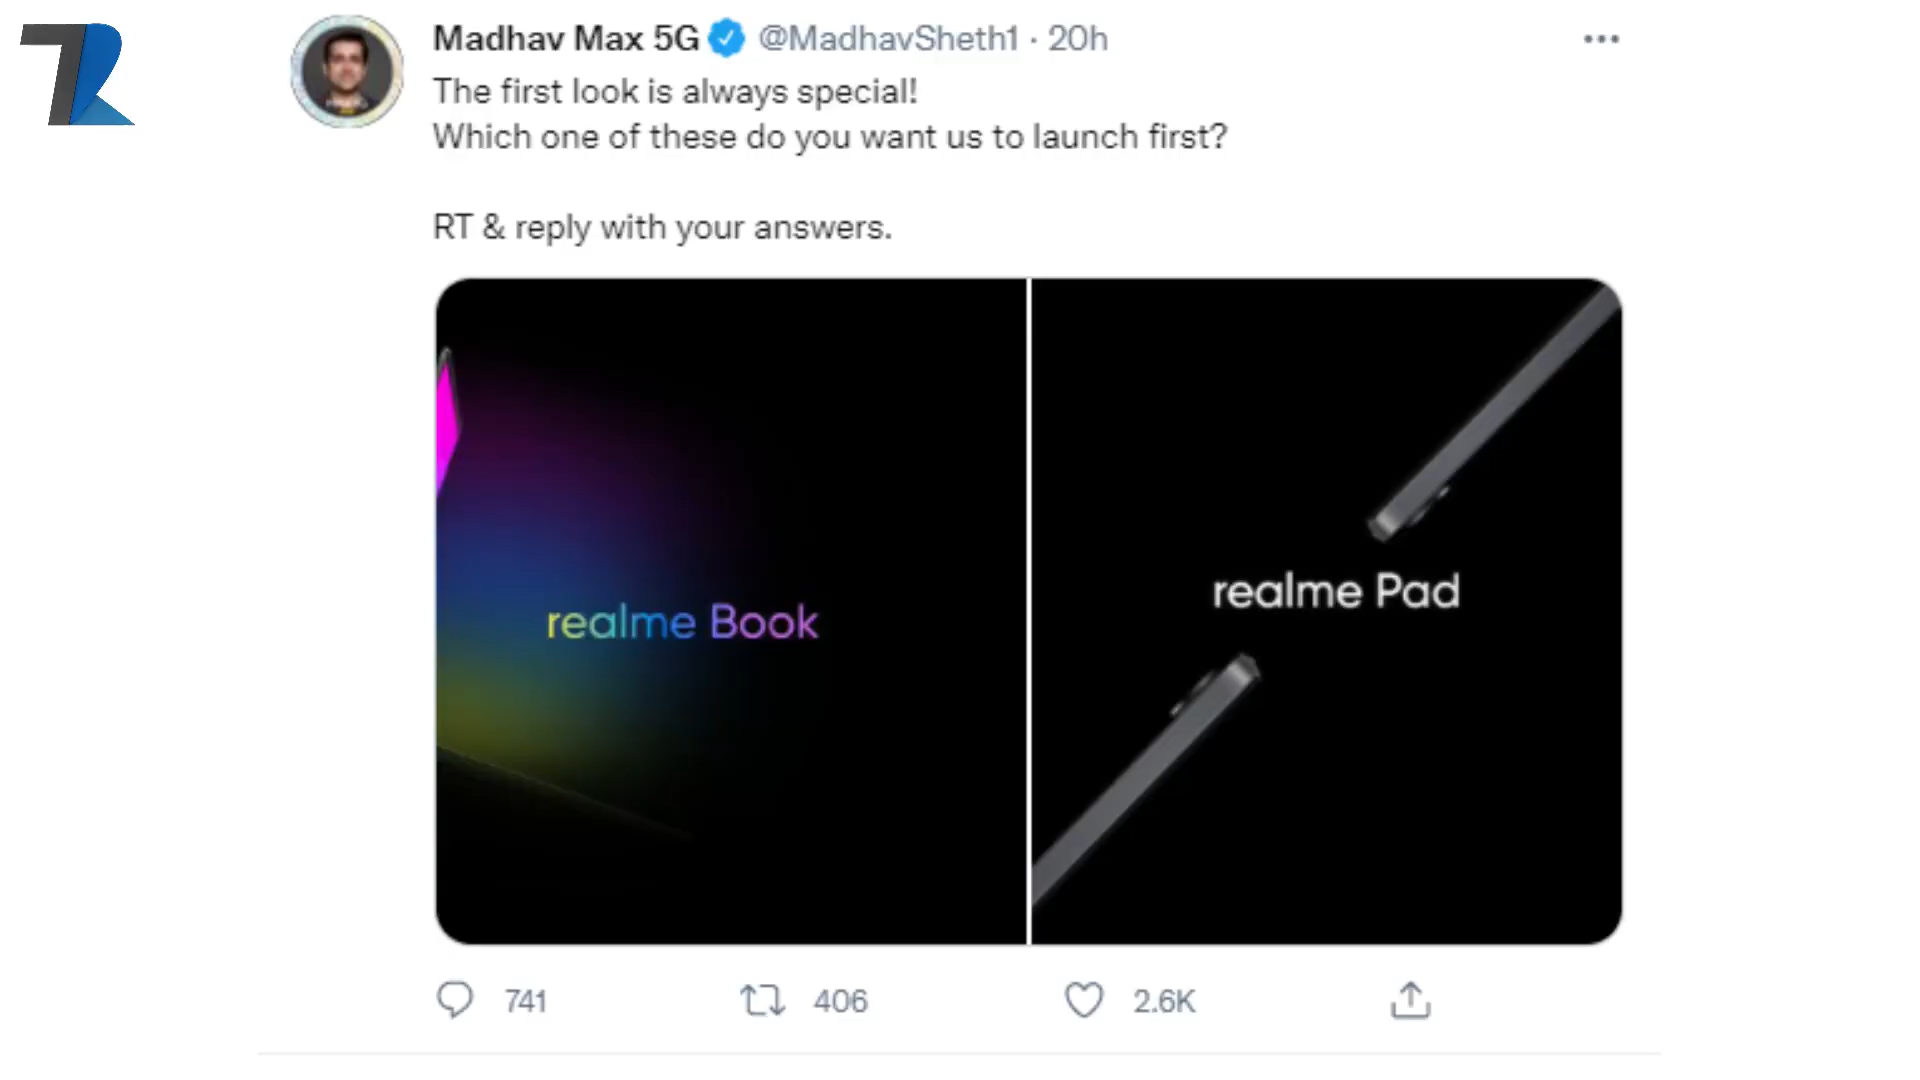 Madhav Max 5G @MadhavSheth1 · 20h
The first look is always special!
Which one of these do you want us to launch first?
RT & reply with your answers.
realme Book
realme Pad
741 406 2.6K